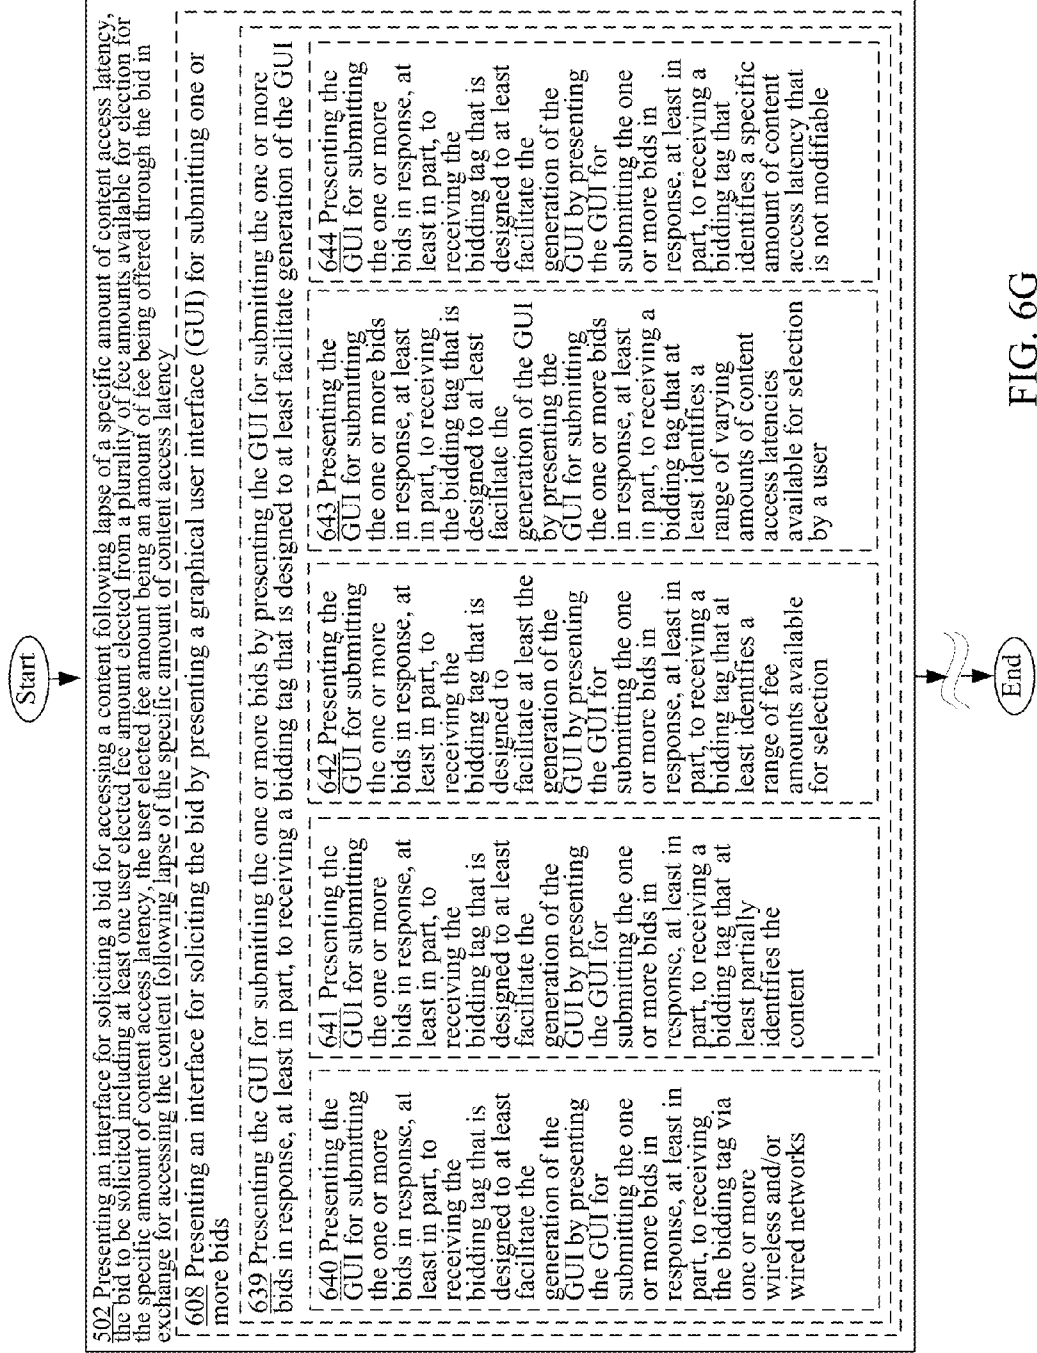 Start
502 Presenting an interface for soliciting a bid for accessing a content following lapse of a specific amount of content access latency,
the bid to be solicited including at least one user elected fee amount elected from a plurality of fee amounts available for election for
the specific amount of content access latency, the user elected fee amount being an amount of fee being offered through the bid in
exchange for accessing the content following lapse of the specific amount of content access latency
608 Presenting an interface for soliciting the bid by presenting a graphical user interface (GUI) for submitting one or
more bids
639 Presenting the GUI for submitting the one or more bids by presenting the GUI for submitting the one or more
bids in response, at least in part, to receiving a bidding tag that is designed to at least facilitate generation of the GUI
640 Presenting the
GUI for submitting
the one or more
bids in response, at
least in part, to
receiving the
bidding tag that is
designed to at least
facilitate the
generation of the
GUI by presenting
the GUI for
submitting the one
or more bids in
response, at least in
part, to receiving
the bidding tag via
one or more
wireless and/or
wired networks
641 Presenting the
GUI for submitting
the one or more
bids in response, at
least in part, to
receiving the
bidding tag that is
designed to at least
facilitate the
generation of the
GUI by presenting
the GUI for
submitting the one
or more bids in
response, at least in
part, to receiving a
bidding tag that at
least partially
identifies the
content
642 Presenting the
GUI for submitting
the one or more
bids in response, at
least in part, to
receiving the
bidding tag that is
designed to
facilitate at least the
generation of the
GUI by presenting
the GUI for
submitting the one
or more bids in
response, at least in
part, to receiving a
bidding tag that at
least identifies a
range of fee
amounts available
for selection
643 Presenting the
GUI for submitting
the one or more bids
in response, at least
in part, to receiving
the bidding tag that is
designed to at least
facilitate the
generation of the GUI
by presenting the
GUI for submitting
the one or more bids
in response, at least
in part, to receiving a
bidding tag that at
least identifies a
range of varying
amounts of content
access latencies
available for selection
by a user
644 Presenting the
GUI for submitting
the one or more
bids in response, at
least in part, to
receiving the
bidding tag that is
designed to at least
facilitate the
generation of the
GUI by presenting
the GUI for
submitting the one
or more bids in
response, at least in
part, to receiving a
bidding tag that
identifies a specific
amount of content
access latency that
is not modifiable
End
FIG. 6G